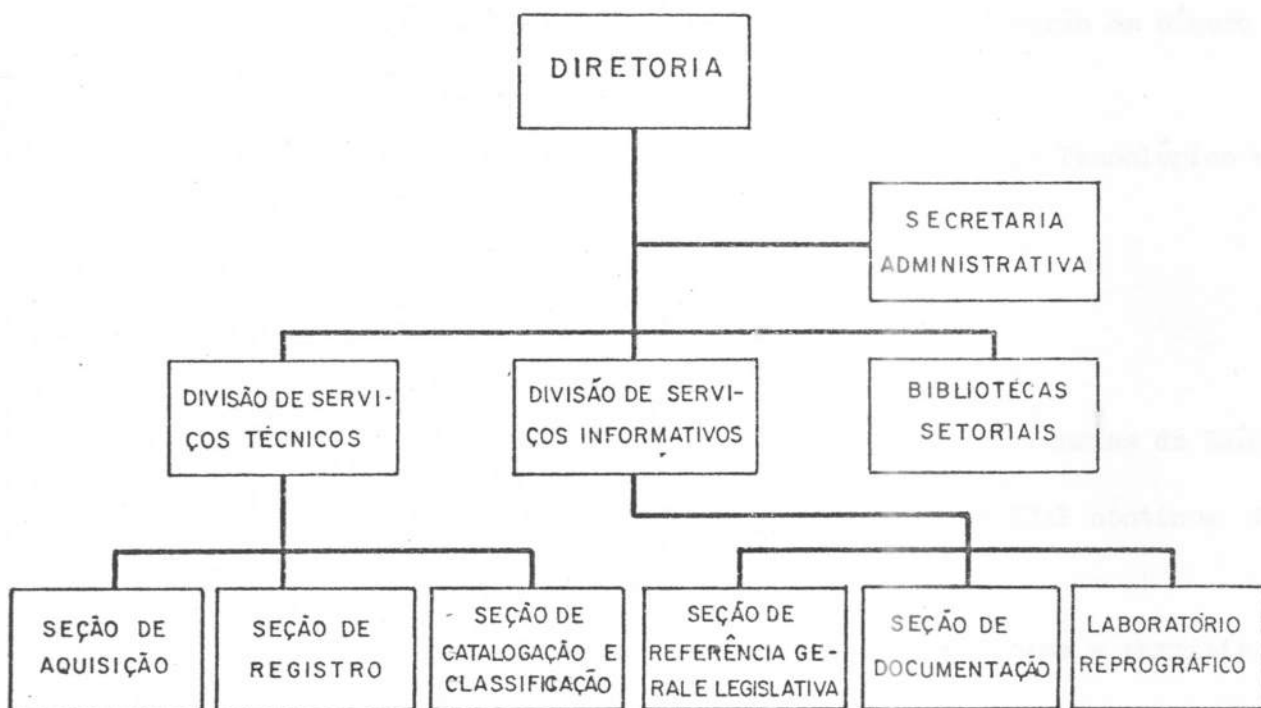 DIRETORIA
SECRETARIA
ADMINISTRATIVA
DIVISÃO DE SERVI-
ÇOS TÉCNICOS
DIVISÃO DE SERVI-
ÇOS INFORMATIVOS
BIBLIOTÉCAS
SETORIAIS
SEÇÃO DE
AQUISIÇÃO
SEÇÃO DE
REGISTRO
SEÇÃO DE
CATALOGAÇÃO E
CLASSIFICAÇÃO
SEÇÃO DE
REFERÊNCIA GE-
RAL E LEGISLATIVA
SEÇÃO DE
DOCUMENTAÇÃO
LABORATÓRIO
REPROGRÁFICO